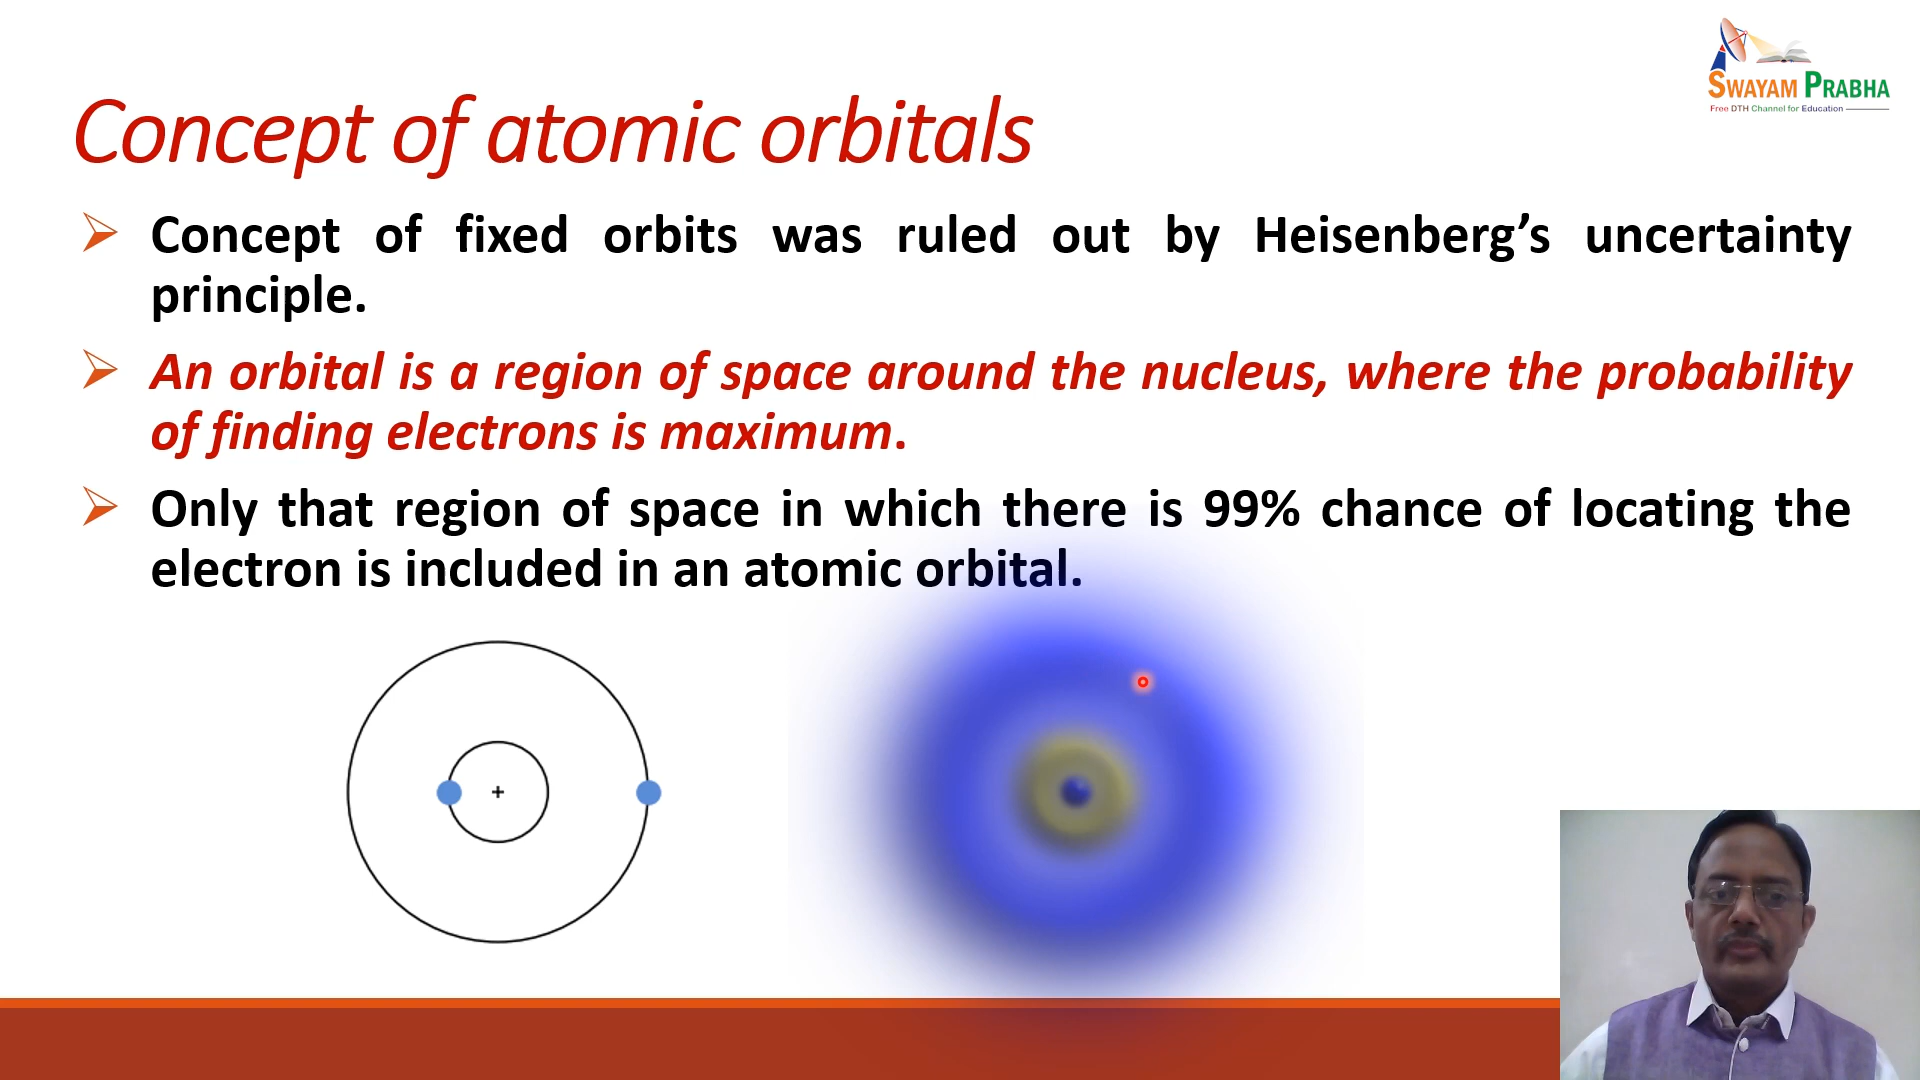 SWAYAM PRABHA
Free DTH Channel for Education
Concept of atomic orbitals
Concept of fixed orbits was ruled out by Heisenberg’s uncertainty
principle.
An orbital is a region of space around the nucleus, where the probability
of finding electrons is maximum.
Only that region of space in which there is 99% chance of locating the
electron is included in an atomic orbital.
+